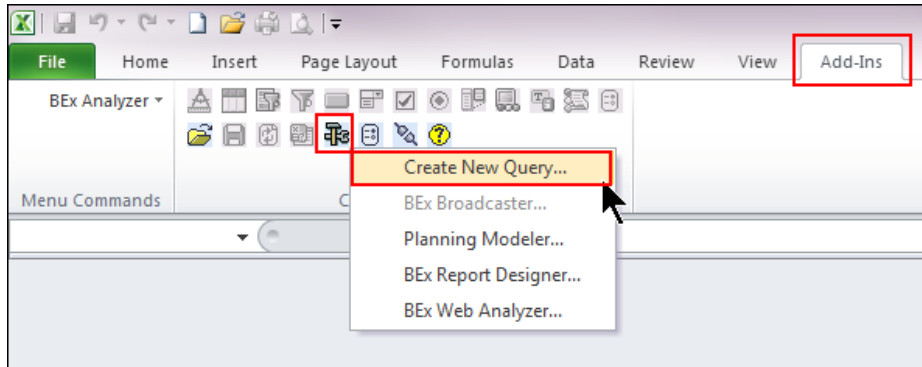 File Home Insert Page Layout Formulas Data Review View Add-Ins
BEx Analyzer
Create New Query...
Menu Commands C
BEx Broadcaster...
Planning Modeler...
BEx Report Designer...
BEx Web Analyzer...